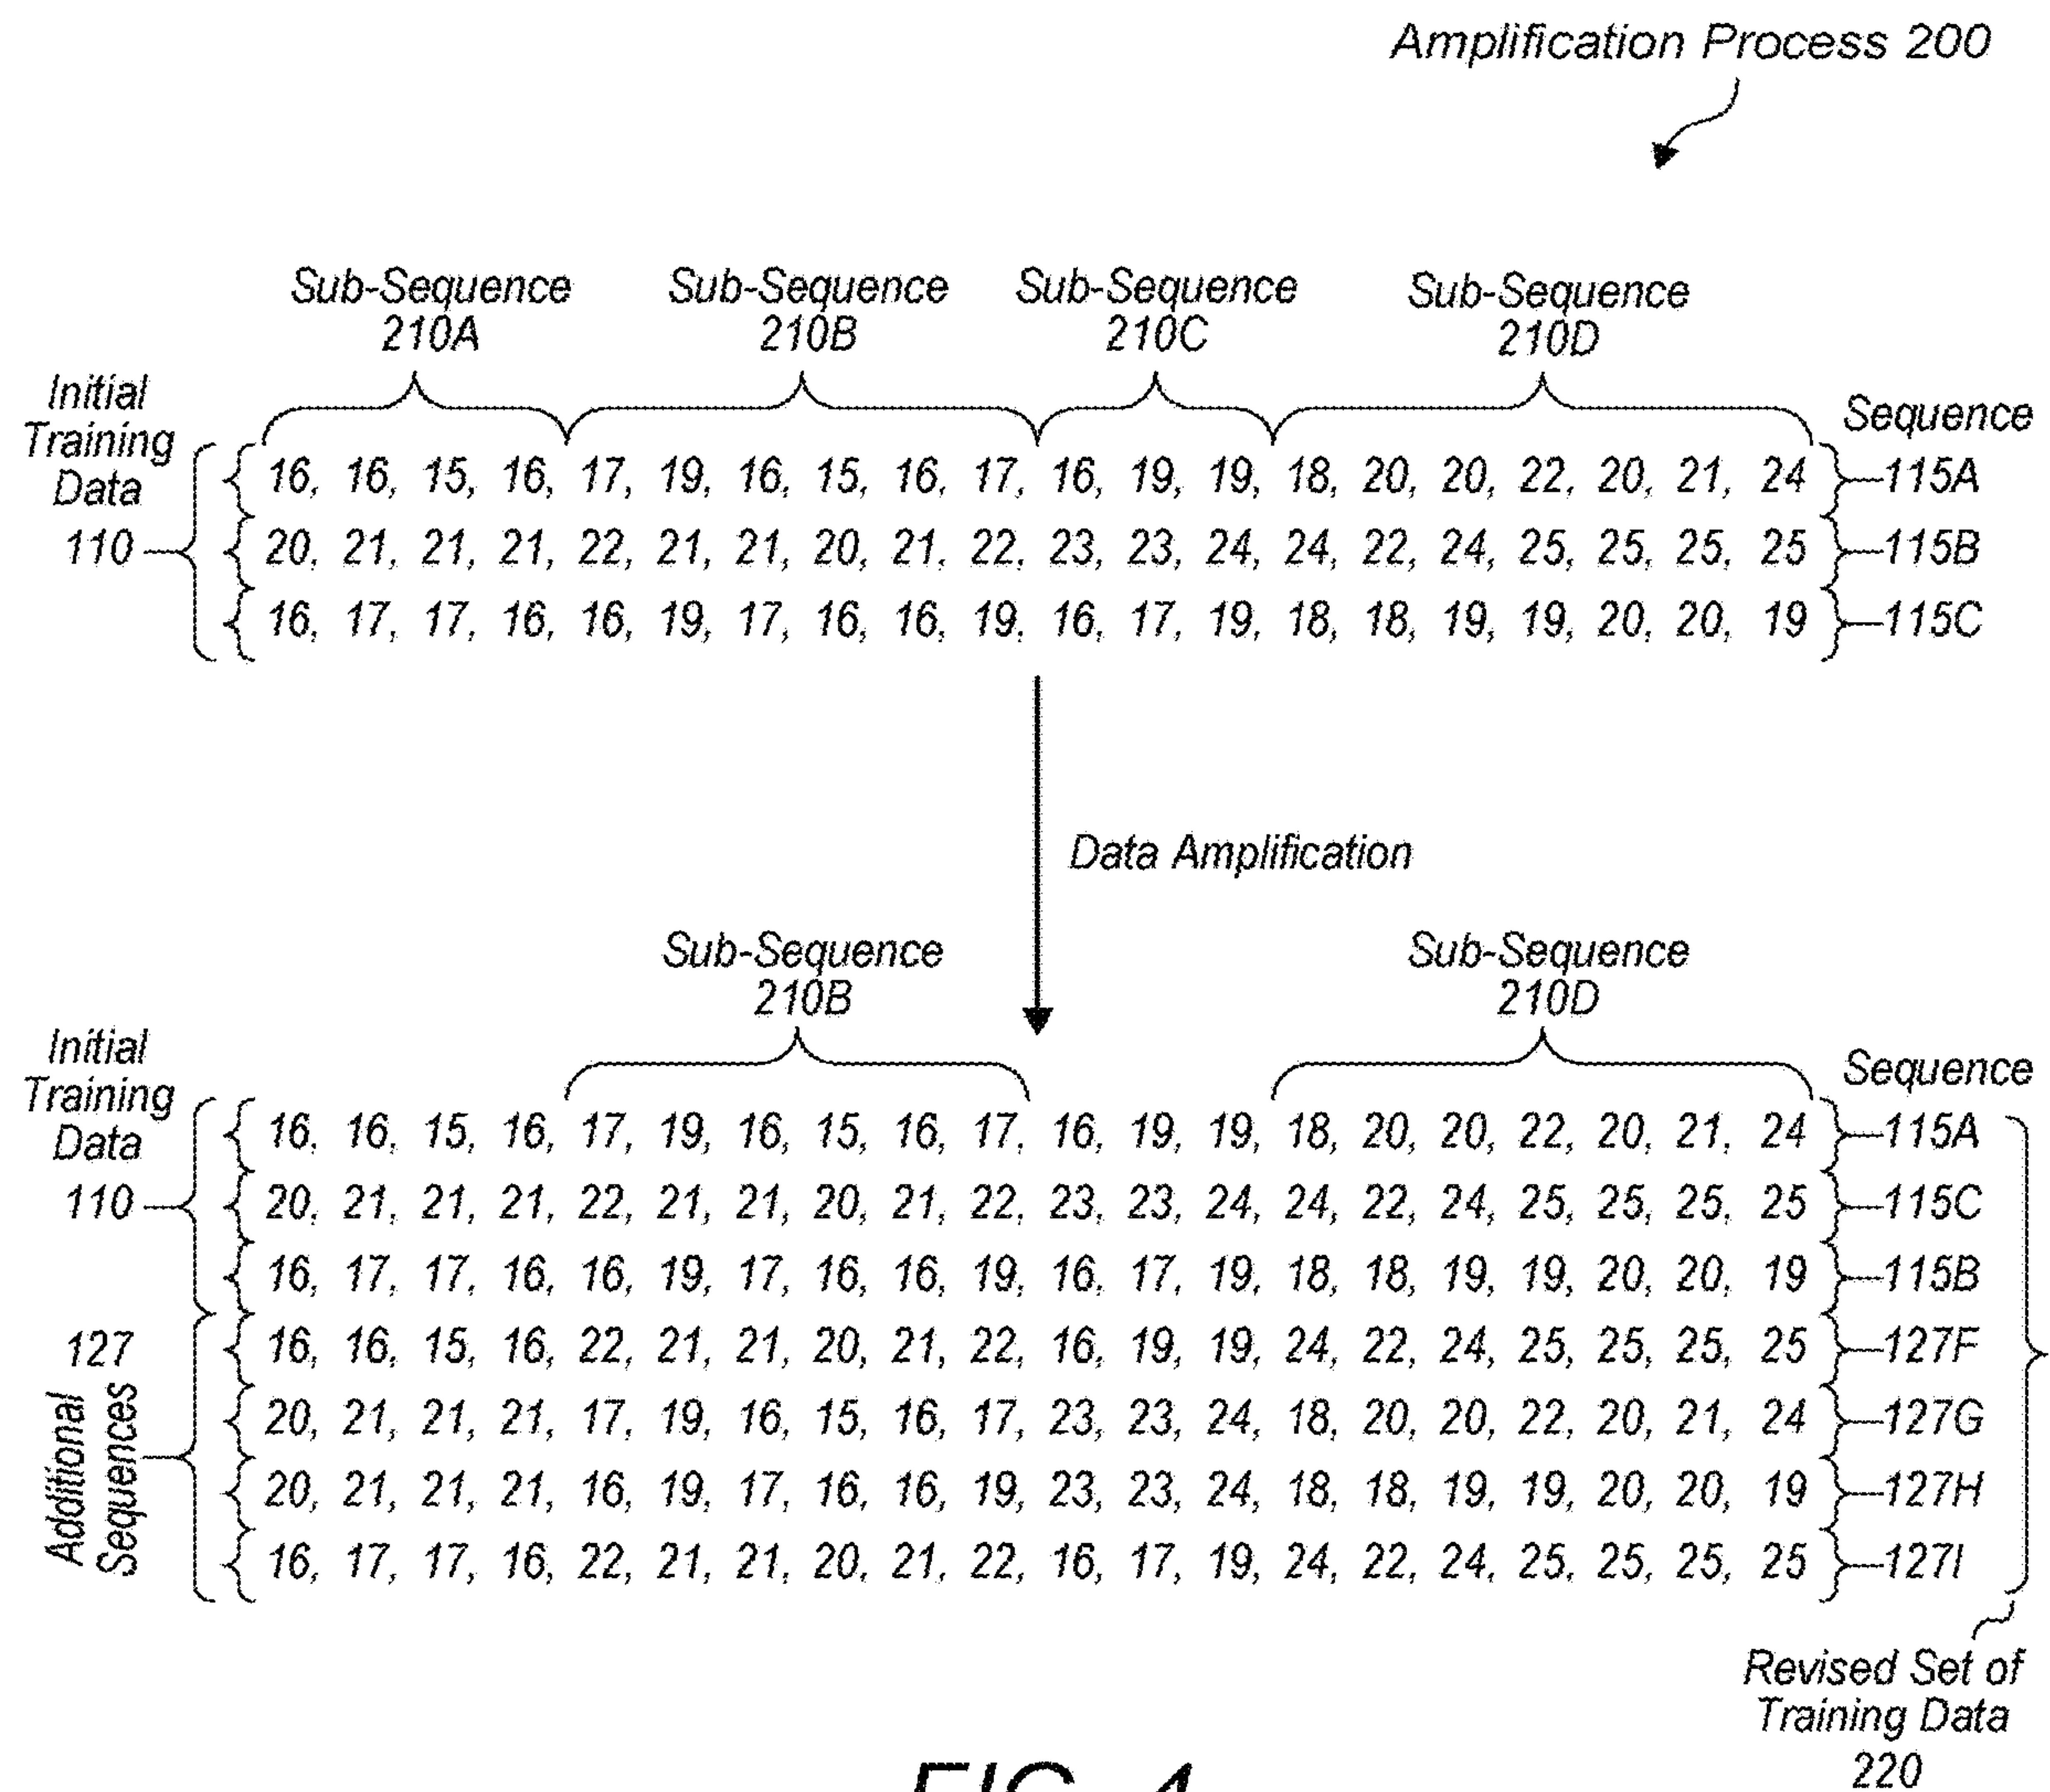 Amplification Process 200
Sub-Sequence 210A
Sub-Sequence 210B
Sub-Sequence 210C
Sub-Sequence 210D
Initial Training Data 110
Sequence
16, 16, 15, 16, 17, 19, 16, 15, 16, 17, 16, 19, 19, 18, 20, 20, 22, 20, 21, 24 115A
20, 21, 21, 21, 22, 21, 21, 20, 21, 22, 23, 23, 24, 24, 22, 24, 25, 25, 25, 25 115B
16, 17, 17, 16, 16, 19, 17, 16, 16, 19, 16, 17, 19, 18, 18, 19, 19, 20, 20, 19 115C
Data Amplification
Sub-Sequence 210B
Sub-Sequence 210D
Initial Training Data 110
Sequence
16, 16, 15, 16, 17, 19, 16, 15, 16, 17, 16, 19, 19, 18, 20, 20, 22, 20, 21, 24 115A
20, 21, 21, 21, 22, 21, 21, 20, 21, 22, 23, 23, 24, 24, 22, 24, 25, 25, 25, 25 115C
16, 17, 17, 16, 16, 19, 17, 16, 16, 19, 16, 17, 19, 18, 18, 19, 19, 20, 20, 19 115B
127 Additional Sequences
16, 16, 15, 16, 22, 21, 21, 20, 21, 22, 16, 19, 19, 24, 22, 24, 25, 25, 25, 25 127F
20, 21, 21, 21, 17, 19, 16, 15, 16, 17, 23, 23, 24, 18, 20, 20, 22, 20, 21, 24 127G
20, 21, 21, 21, 16, 19, 17, 16, 16, 19, 23, 23, 24, 18, 18, 19, 19, 20, 20, 19 127H
16, 17, 17, 16, 22, 21, 21, 20, 21, 22, 16, 17, 19, 24, 22, 24, 25, 25, 25, 25 127I
Revised Set of Training Data 220